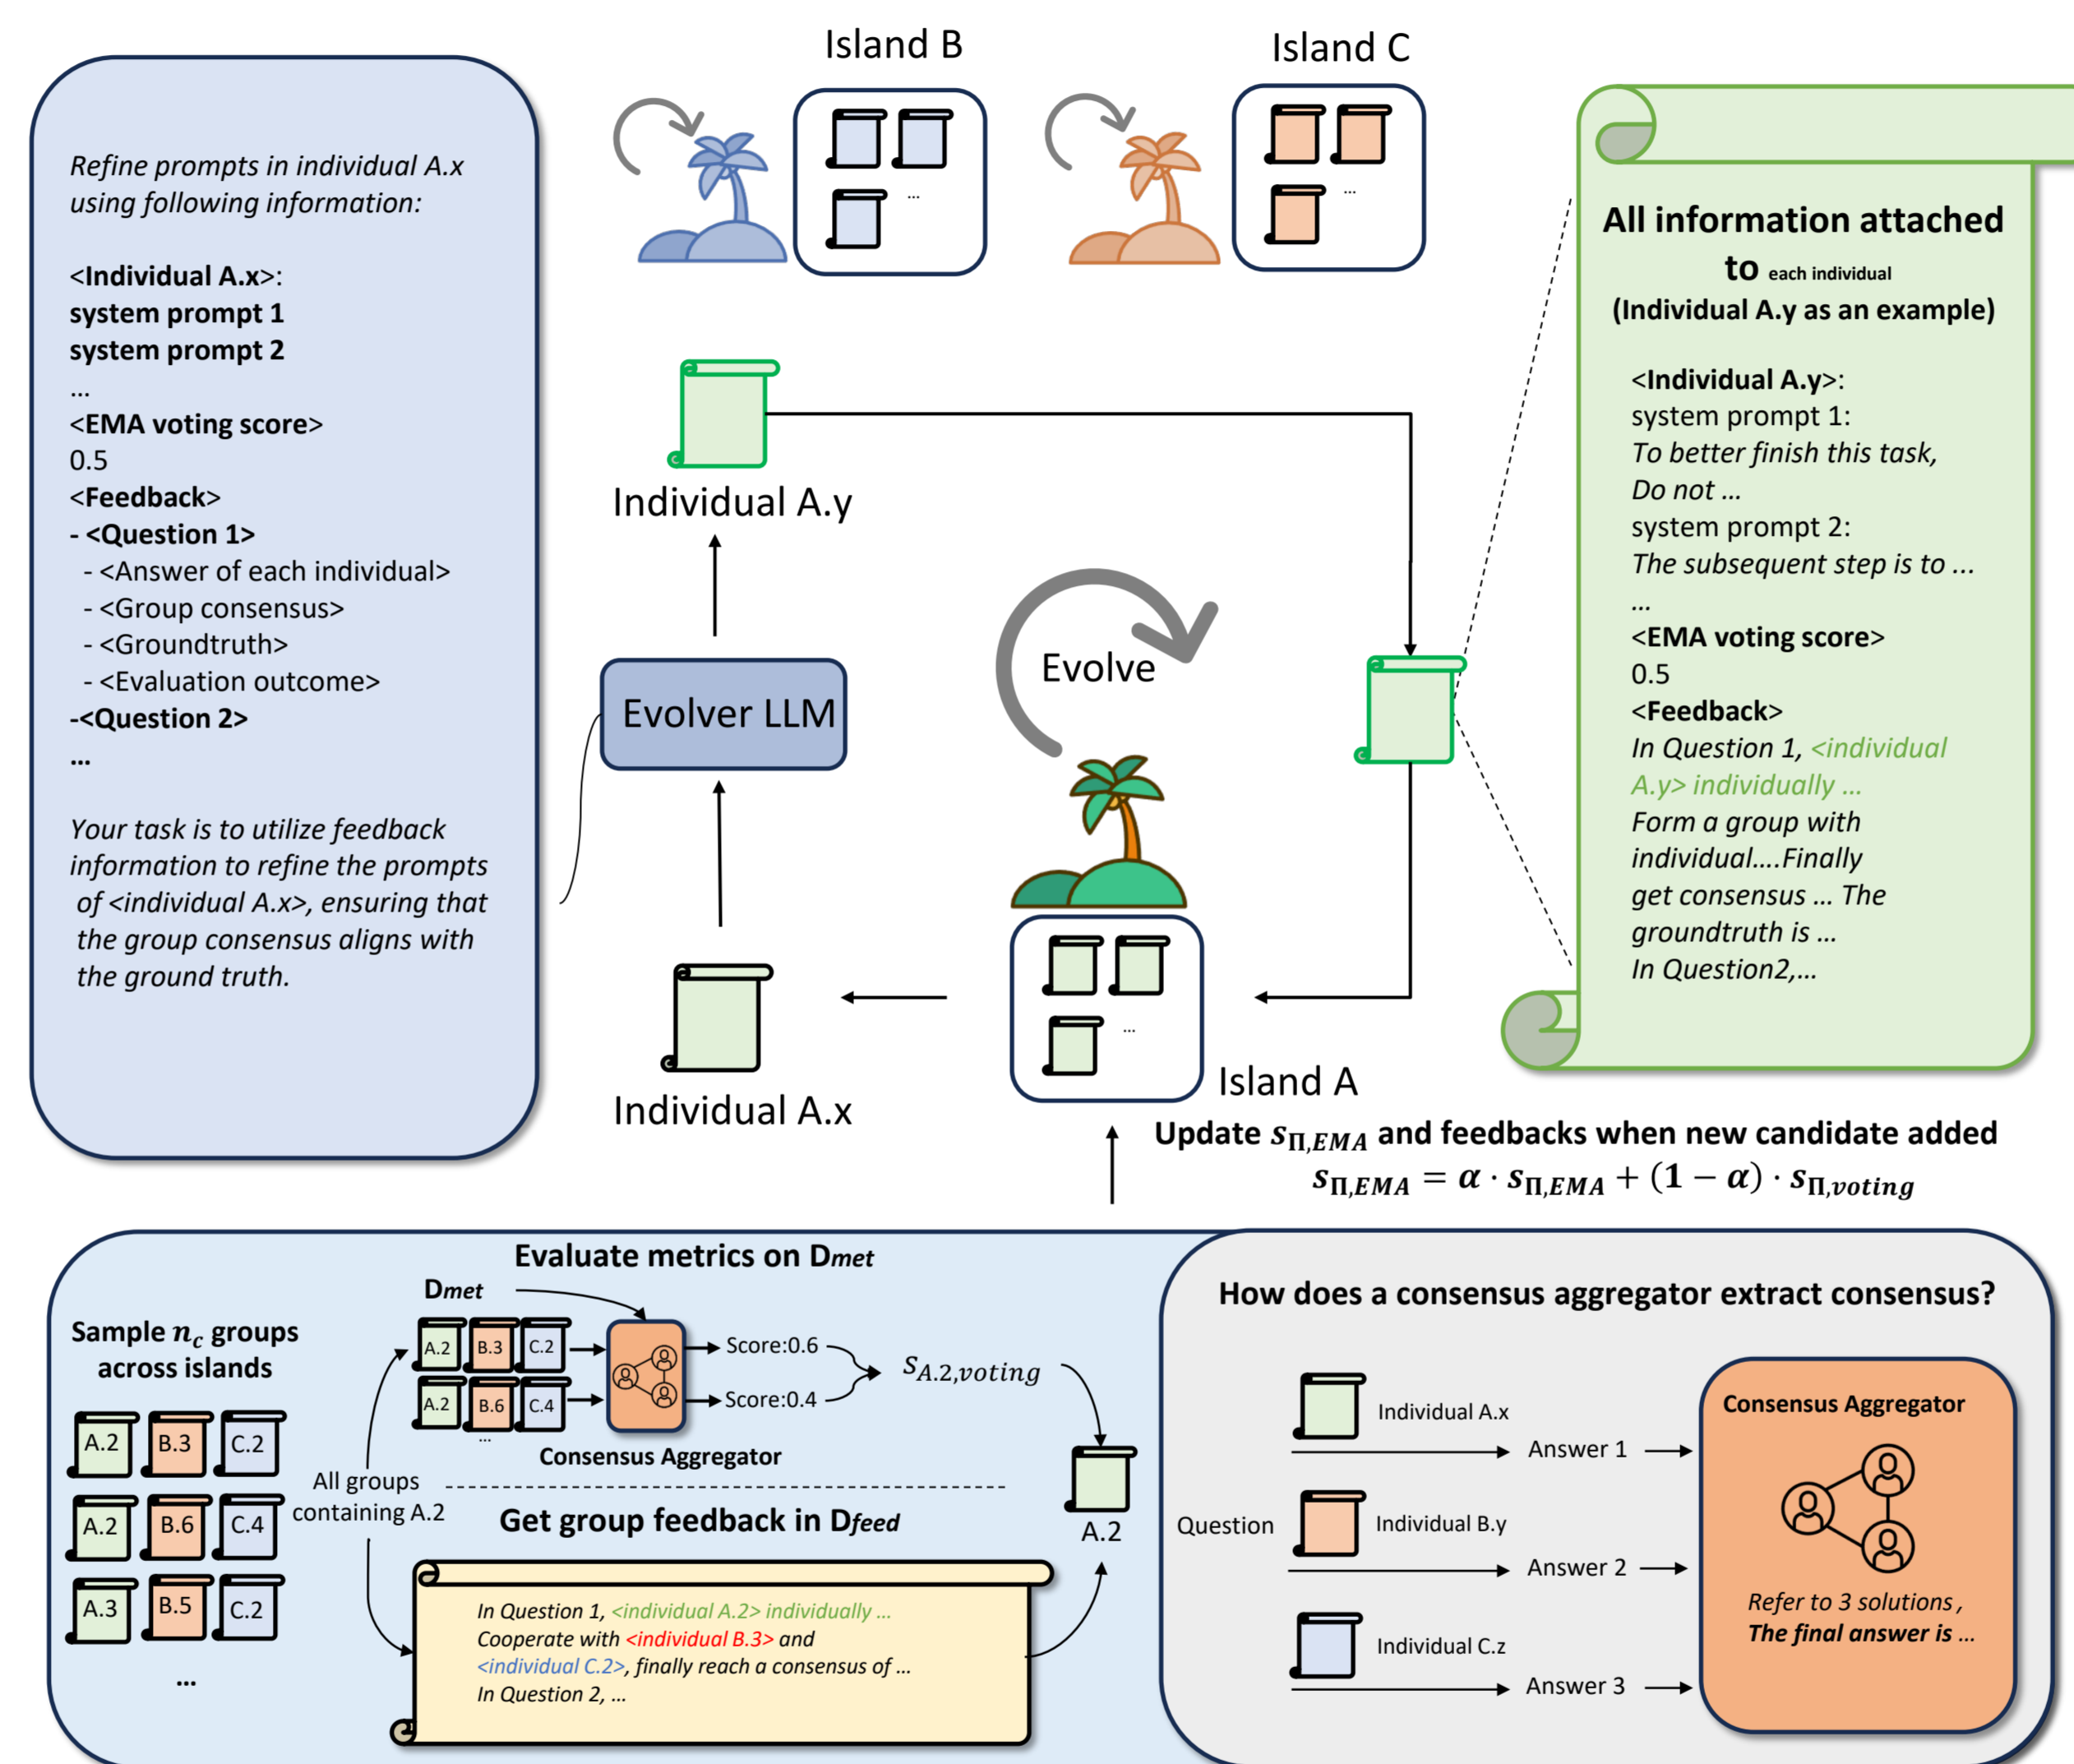 Island B
Island C
Refine prompts in individual A.x
using following information:
<Individual A.x>:
system prompt 1
system prompt 2
...
<EMA voting score>
0.5
<Feedback>
- <Question 1>
- <Answer of each individual>
- <Group consensus>
- <Groundtruth>
- <Evaluation outcome>
-<Question 2>
...
Your task is to utilize feedback
information to refine the prompts
of <individual A.x>, ensuring that
the group consensus aligns with
the ground truth.
...
...
Individual A.y
Evolver LLM
Individual A.x
Evolve
...
Island A
All information attached
to each individual
(Individual A.y as an example)
<Individual A.y>:
system prompt 1:
To better finish this task,
Do not ...
system prompt 2:
The subsequent step is to ...
...
<EMA voting score>
0.5
<Feedback>
In Question 1, <individual
A.y> individually ...
Form a group with
individual....Finally
get consensus ... The
groundtruth is ...
In Question2,...
Update s_Π,EMA and feedbacks when new candidate added
s_Π,EMA = α · s_Π,EMA + (1 − α) · s_Π,voting
Sample n_c groups
across islands
A.2 B.3 C.2
A.2 B.6 C.4
A.3 B.5 C.2
...
All groups
containing A.2
Evaluate metrics on Dmet
Dmet
A.2 B.3 C.2
A.2 B.6 C.4
...
Score:0.6
Score:0.4
s_A.2,voting
Consensus Aggregator
Get group feedback in Dfeed
In Question 1, <individual A.2> individually ...
Cooperate with <individual B.3> and
<individual C.2>, finally reach a consensus of ...
In Question 2, ...
A.2
How does a consensus aggregator extract consensus?
Question
Individual A.x
Answer 1
Individual B.y
Answer 2
Individual C.z
Answer 3
Consensus Aggregator
Refer to 3 solutions ,
The final answer is ...